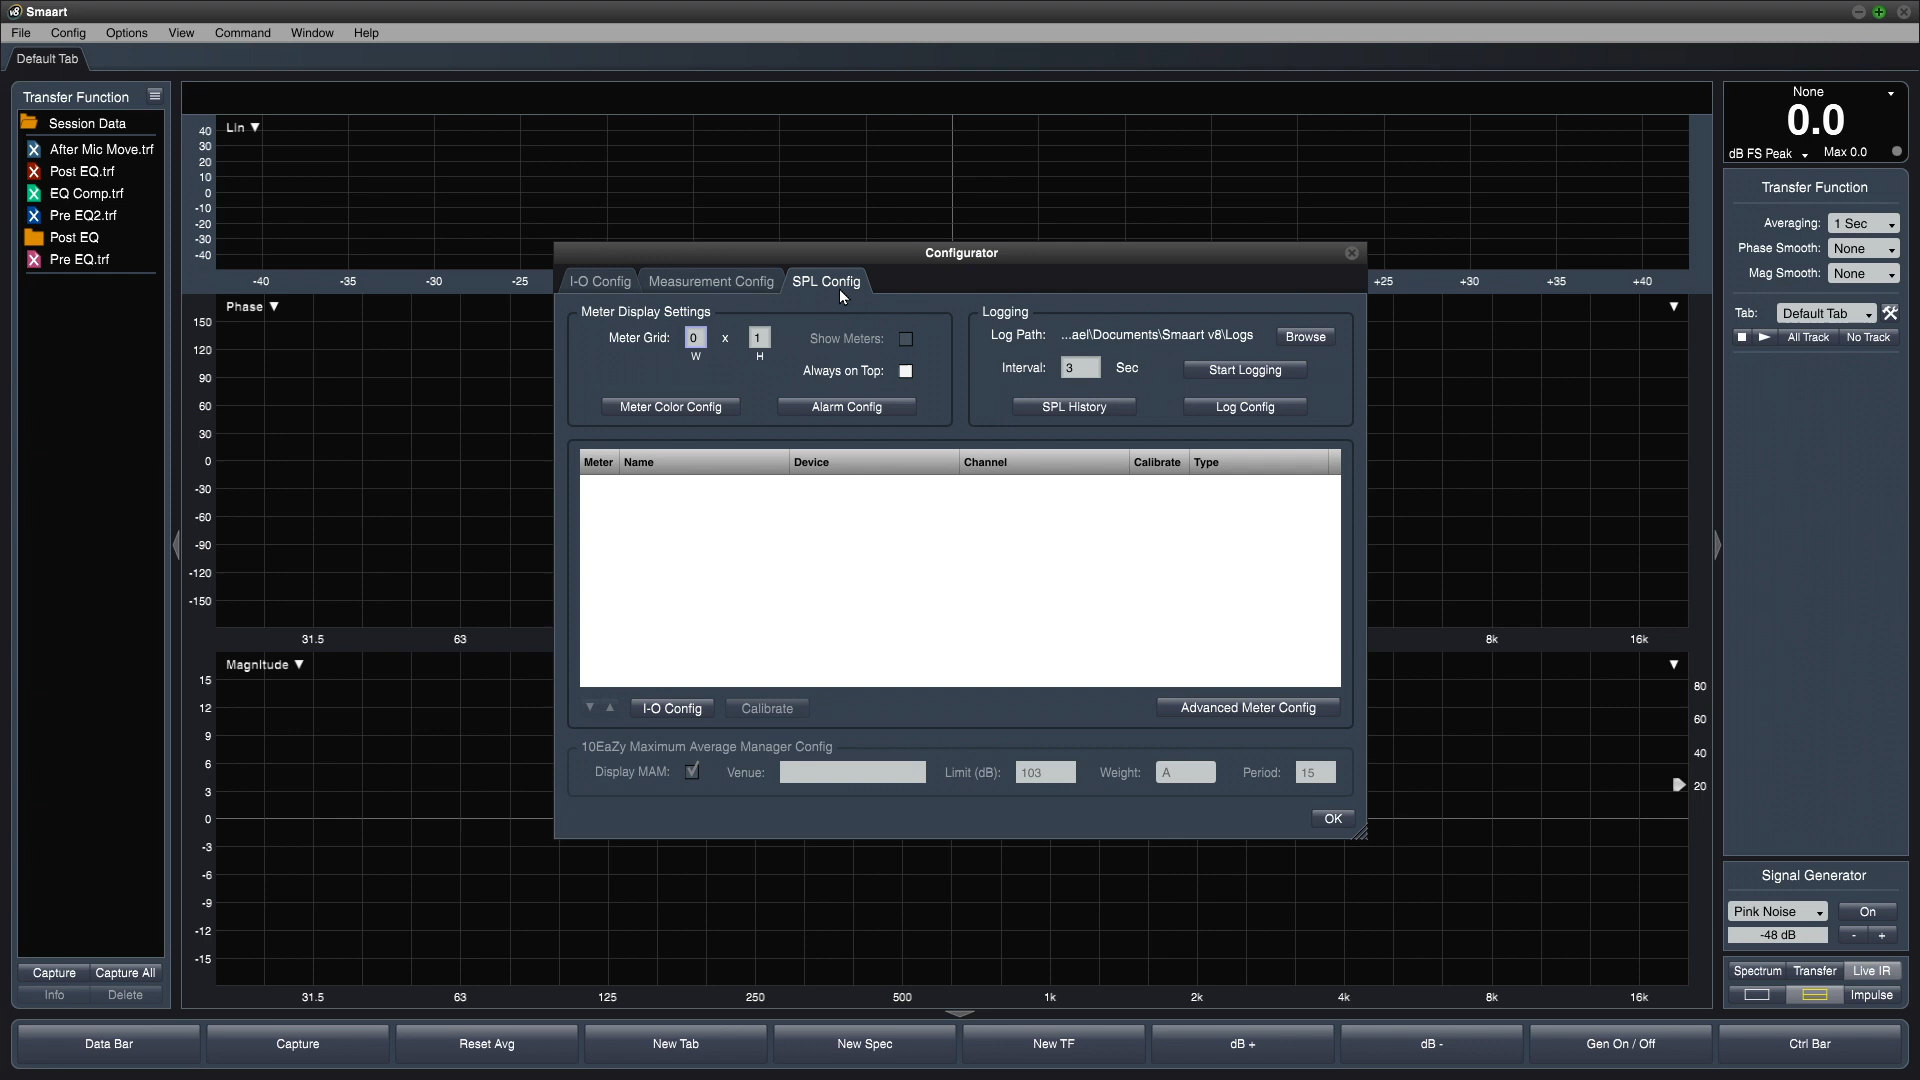 v8 Smaart
File Config Options View Command Window Help
Default Tab
Transfer Function
Session Data
After Mic Move.trf
Post EQ.trf
EQ Comp.trf
Pre EQ2.trf
Post EQ
Pre EQ.trf
Capture Capture All
Info Delete
Lin
40
30
20
10
0
-10
-20
-30
-40
-40 -35 -30 -25 +25 +30 +35 +40
Phase
150
120
90
60
30
0
-30
-60
-90
-120
-150
31.5 63 8k 16k
Magnitude
15
12
9
6
3
0
-3
-6
-9
-12
-15
80
60
40
20
31.5 63 125 250 500 1k 2k 4k 8k 16k
Configurator
I-O Config Measurement Config SPL Config
Meter Display Settings
Meter Grid: 0 x 1 Show Meters:
W H
Always on Top:
Meter Color Config Alarm Config
Logging
Log Path: ...ael\Documents\Smaart v8\Logs Browse
Interval: 3 Sec Start Logging
SPL History Log Config
Meter Name Device Channel Calibrate Type
I-O Config Calibrate Advanced Meter Config
10EaZy Maximum Average Manager Config
Display MAM: Venue: Limit (dB): 103 Weight: A Period: 15
OK
None
0.0
dB FS Peak Max 0.0
Transfer Function
Averaging: 1 Sec
Phase Smooth: None
Mag Smooth: None
Tab: Default Tab
All Track No Track
Signal Generator
Pink Noise On
-48 dB - +
Spectrum Transfer Live IR
Impulse
Data Bar Capture Reset Avg New Tab New Spec New TF dB + dB - Gen On / Off Ctrl Bar